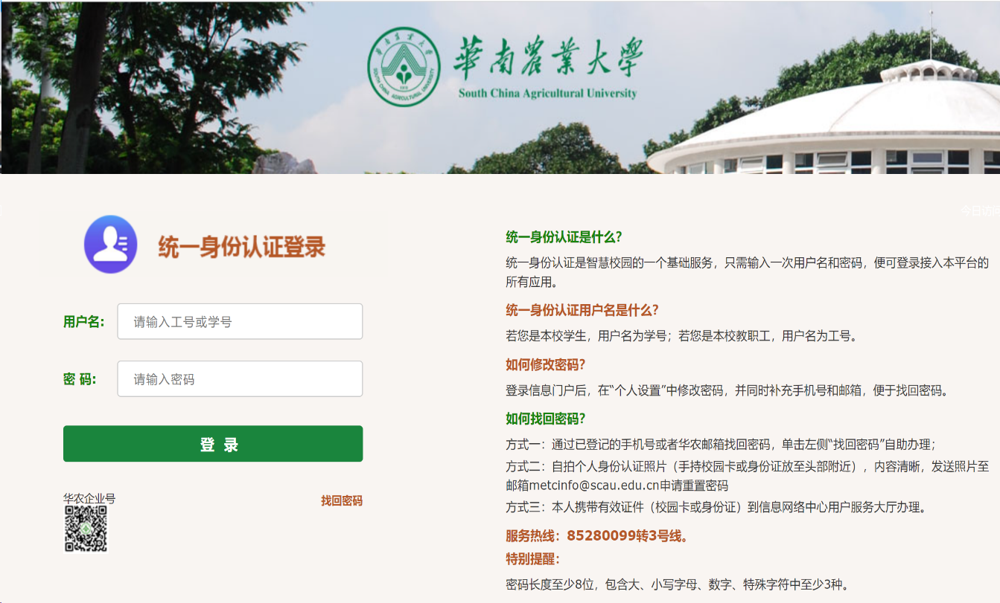 華南农業大學
South China Agricultural University
SOUTH CHINA AGRICULTURAL UNIVERSITY
今日访问
统一身份认证登录
用户名:
请输入工号或学号
密 码:
请输入密码
登 录
华农企业号
找回密码
统一身份认证是什么?
统一身份认证是智慧校园的一个基础服务，只需输入一次用户名和密码，便可登录接入本平台的
所有应用。
统一身份认证用户名是什么?
若您是本校学生，用户名为学号；若您是本校教职工，用户名为工号。
如何修改密码?
登录信息门户后，在“个人设置”中修改密码，并同时补充手机号和邮箱，便于找回密码。
如何找回密码?
方式一：通过已登记的手机号或者华农邮箱找回密码，单击左侧“找回密码”自助办理；
方式二：自拍个人身份认证照片（手持校园卡或身份证放至头部附近），内容清晰，发送照片至
邮箱metcinfo@scau.edu.cn申请重置密码
方式三：本人携带有效证件（校园卡或身份证）到信息网络中心用户服务大厅办理。
服务热线：85280099转3号线。
特别提醒：
密码长度至少8位，包含大、小写字母、数字、特殊字符中至少3种。